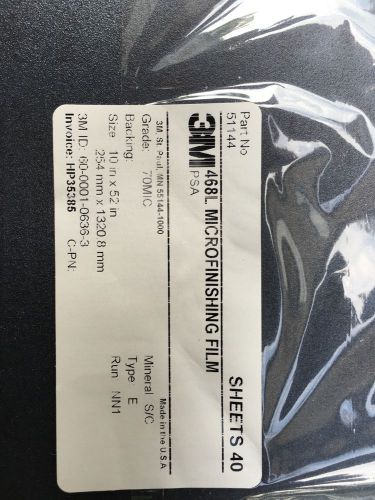 Part No
51144
SHEETS 40
3M 468L MICROFINISHING FILM
PSA
3M, St. Paul, MN 55144-1000
Made in the U S A
Grade: 70MIC
Mineral S/C
Backing:
Type E
Size 10 in x 52 in
Run NN1
254 mm x 1320.8 mm
3M ID: 60-0001-0636-3
Invoice: HP35385 C-PN: